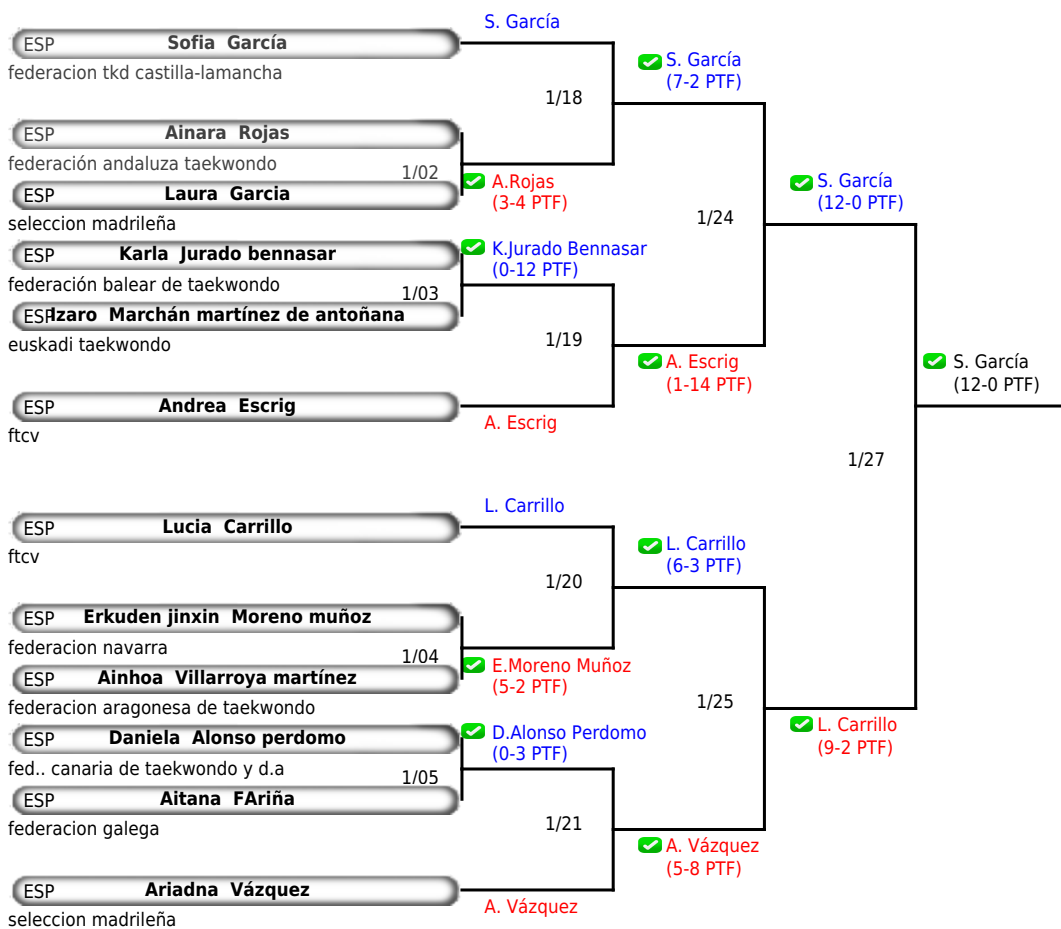 S. García
ESP Sofia García
federacion tkd castilla-lamancha
S. García
(7-2 PTF)
1/18
ESP Ainara Rojas
federación andaluza taekwondo
1/02
A.Rojas
(3-4 PTF)
ESP Laura Garcia
seleccion madrileña
S. García
(12-0 PTF)
1/24
ESP Karla Jurado bennasar
federación balear de taekwondo
K.Jurado Bennasar
(0-12 PTF)
1/03
ESP Izaro Marchán martínez de antoñana
euskadi taekwondo
1/19
A. Escrig
(1-14 PTF)
S. García
(12-0 PTF)
ESP Andrea Escrig
ftcv
A. Escrig
1/27
L. Carrillo
ESP Lucia Carrillo
ftcv
L. Carrillo
(6-3 PTF)
1/20
ESP Erkuden jinxin Moreno muñoz
federacion navarra
1/04
E.Moreno Muñoz
(5-2 PTF)
ESP Ainhoa Villarroya martínez
federacion aragonesa de taekwondo
1/25
L. Carrillo
(9-2 PTF)
ESP Daniela Alonso perdomo
fed.. canaria de taekwondo y d.a
D.Alonso Perdomo
(0-3 PTF)
1/05
ESP Aitana FAriña
federacion galega
1/21
A. Vázquez
(5-8 PTF)
ESP Ariadna Vázquez
seleccion madrileña
A. Vázquez